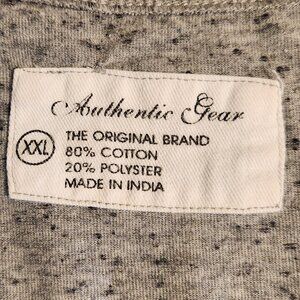 Authentic Gear
XXL
THE ORIGINAL BRAND
80% COTTON
20% POLYSTER
MADE IN INDIA